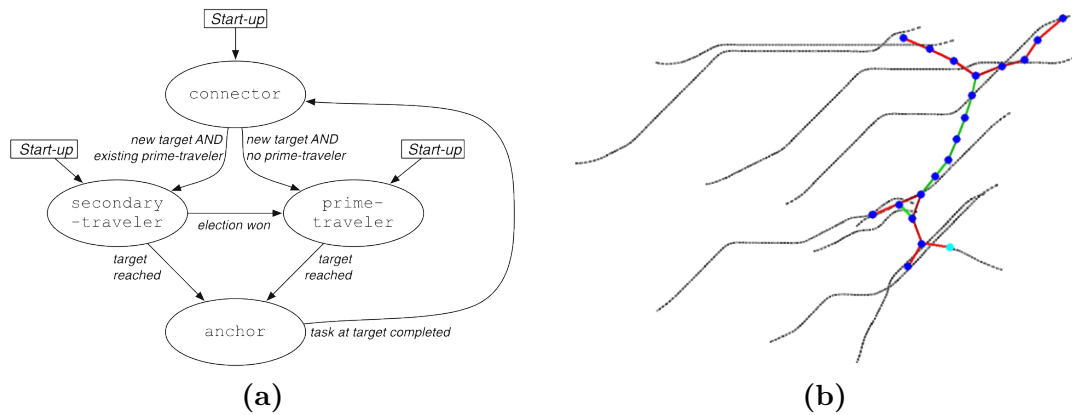 Start-up
connector
new target AND
existing prime-traveler
new target AND
no prime-traveler
Start-up
Start-up
secondary
-traveler
election won
prime-
traveler
target
reached
target
reached
anchor
task at target completed
(a)
(b)